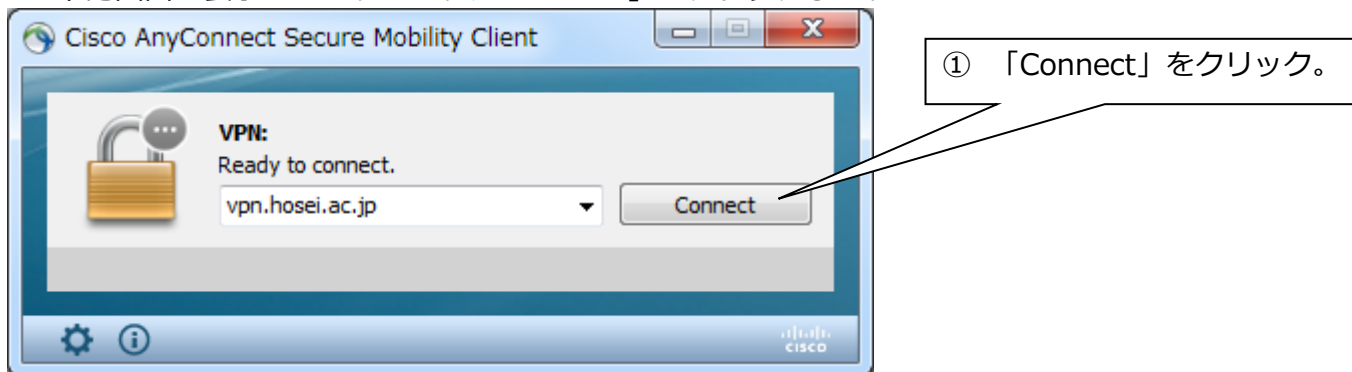 Cisco AnyConnect Secure Mobility Client
① 「Connect」をクリック。
VPN:
Ready to connect.
vpn.hosei.ac.jp
Connect
cisco